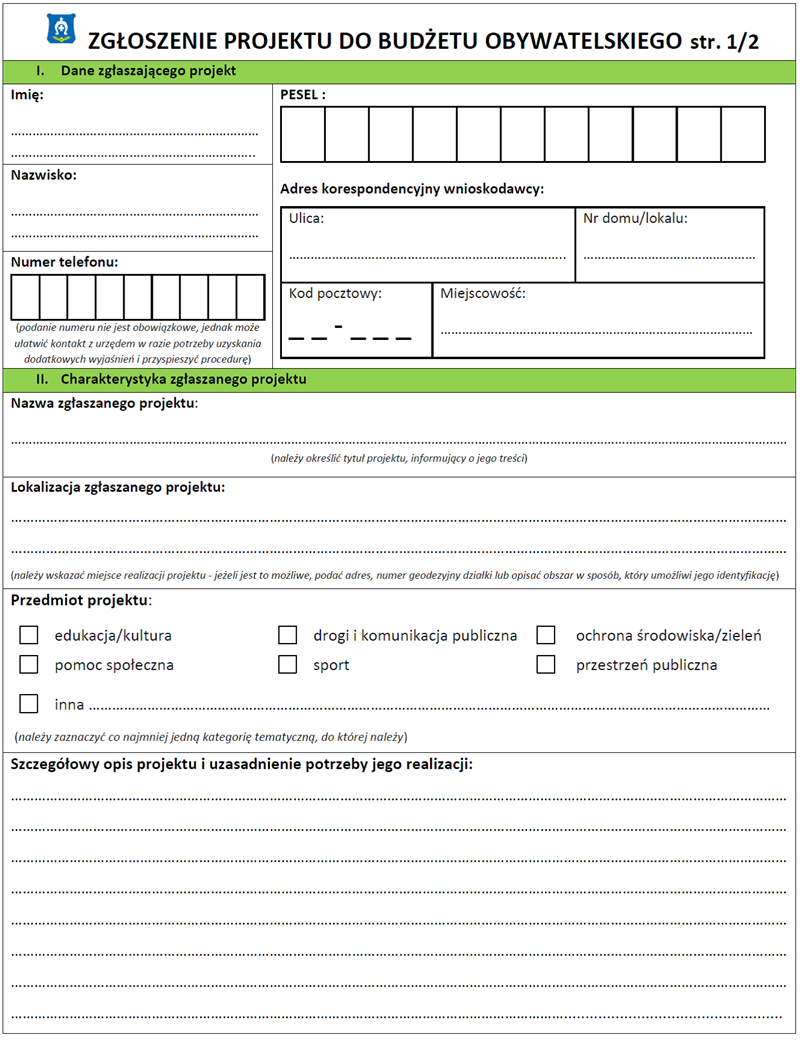 ZGŁOSZENIE PROJEKTU DO BUDŻETU OBYWATELSKIEGO str. 1/2
I. Dane zgłaszającego projekt
Imię:
……………………………………………………
……………………………………………………
Nazwisko:
……………………………………………………
……………………………………………………
Numer telefonu:
(podanie numeru nie jest obowiązkowe, jednak może
ułatwić kontakt z urzędem w razie potrzeby uzyskania
dodatkowych wyjaśnień i przyspieszyć procedurę)
PESEL :
Adres korespondencyjny wnioskodawcy:
Ulica:
Nr domu/lokalu:
……………………………………………………
……………………………………
Kod pocztowy:
Miejscowość:
_ _ - _ _ _
……………………………………………………
II. Charakterystyka zgłaszanego projektu
Nazwa zgłaszanego projektu:
……………………………………………………………………………………………………
(należy określić tytuł projektu, informujący o jego treści)
Lokalizacja zgłaszanego projektu:
……………………………………………………………………………………………………
……………………………………………………………………………………………………
(należy wskazać miejsce realizacji projektu - jeżeli jest to możliwe, podać adres, numer geodezyjny działki lub opisać obszar w sposób, który umożliwi jego identyfikację)
Przedmiot projektu:
edukacja/kultura drogi i komunikacja publiczna ochrona środowiska/zieleń
pomoc społeczna sport przestrzeń publiczna
inna ……………………………………………………………………………………
(należy zaznaczyć co najmniej jedną kategorię tematyczną, do której należy)
Szczegółowy opis projektu i uzasadnienie potrzeby jego realizacji:
……………………………………………………………………………………………………
……………………………………………………………………………………………………
……………………………………………………………………………………………………
……………………………………………………………………………………………………
……………………………………………………………………………………………………
……………………………………………………………………………………………………
……………………………………………………………………………………………………
……………………………………………………………………………………………………